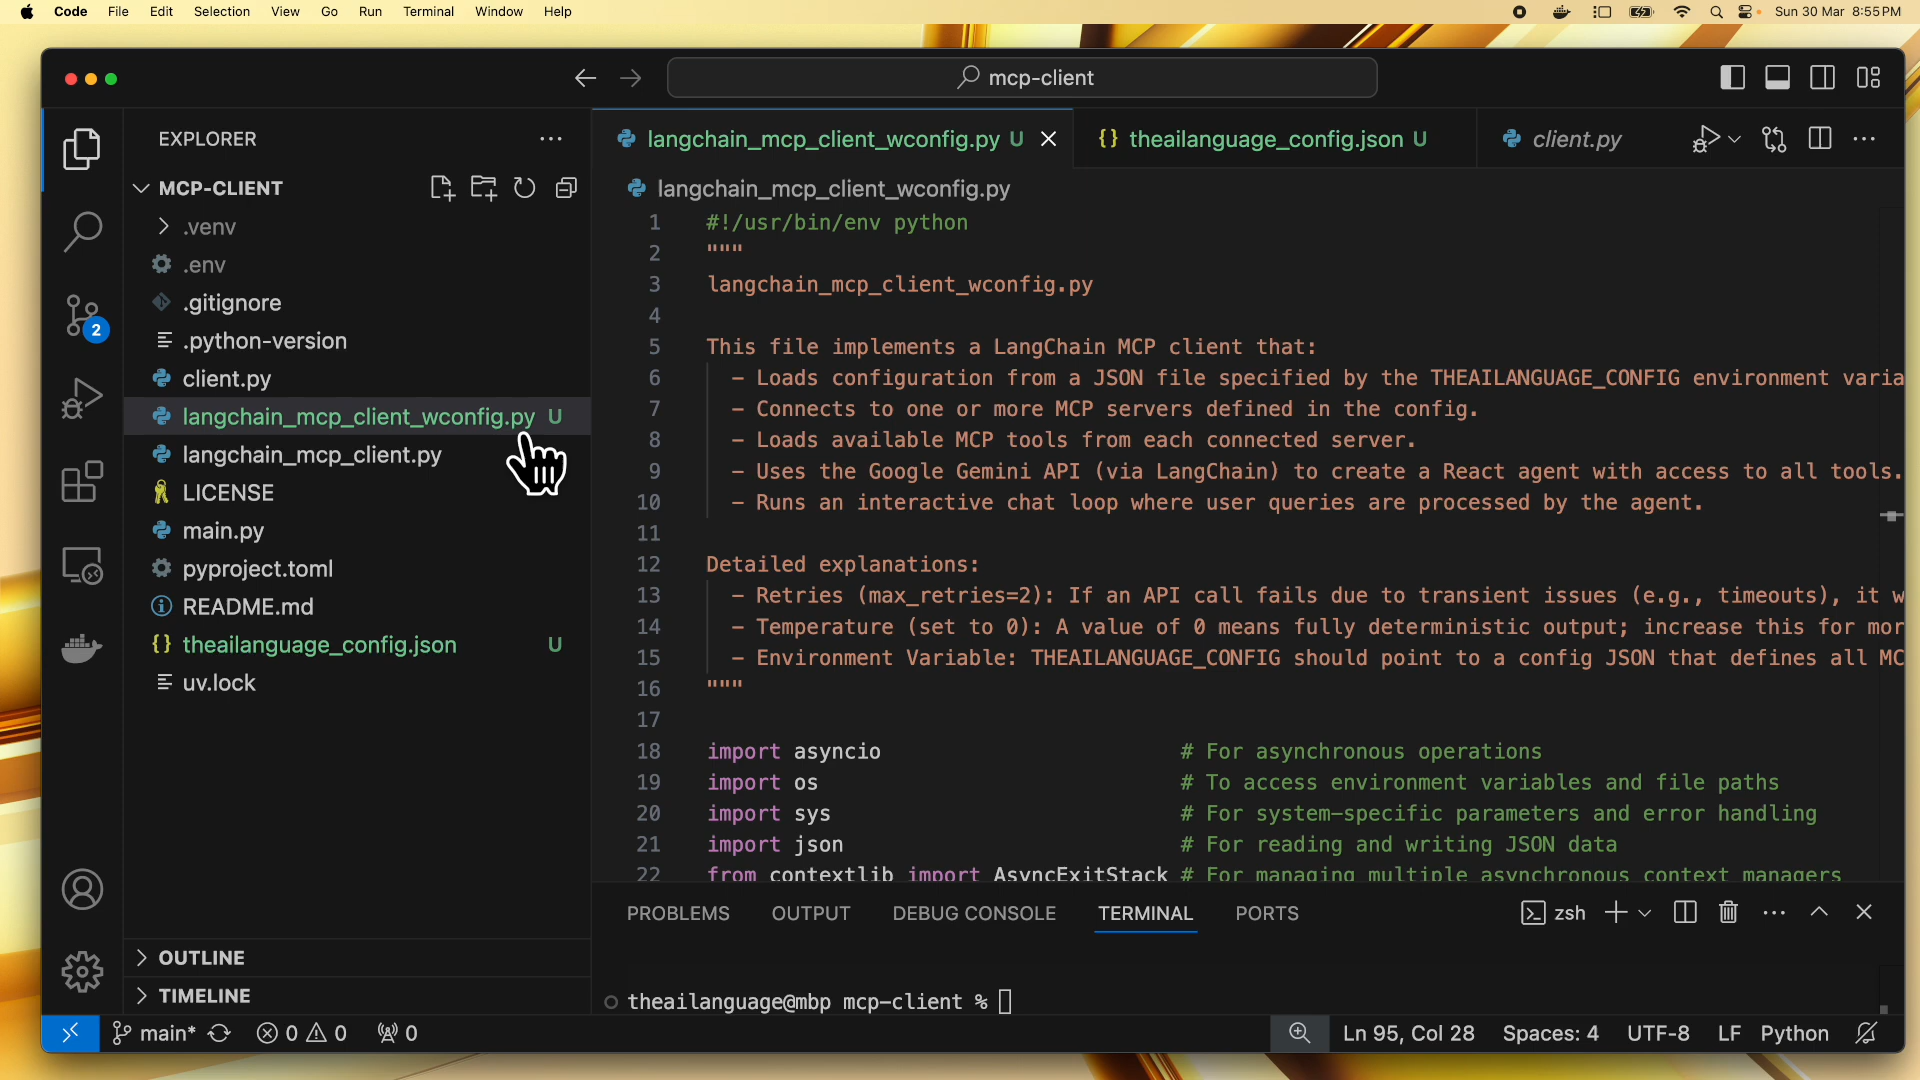 Code File Edit Selection View Go Run Terminal Window Help Sun 30 Mar 8:55 PM
mcp-client
EXPLORER
MCP-CLIENT
.venv
.env
.gitignore
.python-version
client.py
langchain_mcp_client_wconfig.py U
langchain_mcp_client.py
LICENSE
main.py
pyproject.toml
README.md
theailanguage_config.json U
uv.lock
OUTLINE
TIMELINE
2
langchain_mcp_client_wconfig.py U theailanguage_config.json U client.py
langchain_mcp_client_wconfig.py
1 #!/usr/bin/env python
2 """
3 langchain_mcp_client_wconfig.py
4
5 This file implements a LangChain MCP client that:
6 - Loads configuration from a JSON file specified by the THEAILANGUAGE_CONFIG environment varia
7 - Connects to one or more MCP servers defined in the config.
8 - Loads available MCP tools from each connected server.
9 - Uses the Google Gemini API (via LangChain) to create a React agent with access to all tools.
10 - Runs an interactive chat loop where user queries are processed by the agent.
11
12 Detailed explanations:
13 - Retries (max_retries=2): If an API call fails due to transient issues (e.g., timeouts), it w
14 - Temperature (set to 0): A value of 0 means fully deterministic output; increase this for mor
15 - Environment Variable: THEAILANGUAGE_CONFIG should point to a config JSON that defines all MC
16 """
17
18 import asyncio # For asynchronous operations
19 import os # To access environment variables and file paths
20 import sys # For system-specific parameters and error handling
21 import json # For reading and writing JSON data
22 from contextlib import AsyncExitStack # For managing multiple asynchronous context managers
PROBLEMS OUTPUT DEBUG CONSOLE TERMINAL PORTS zsh
theailanguage@mbp mcp-client %
main* 0 0 0 Ln 95, Col 28 Spaces: 4 UTF-8 LF Python